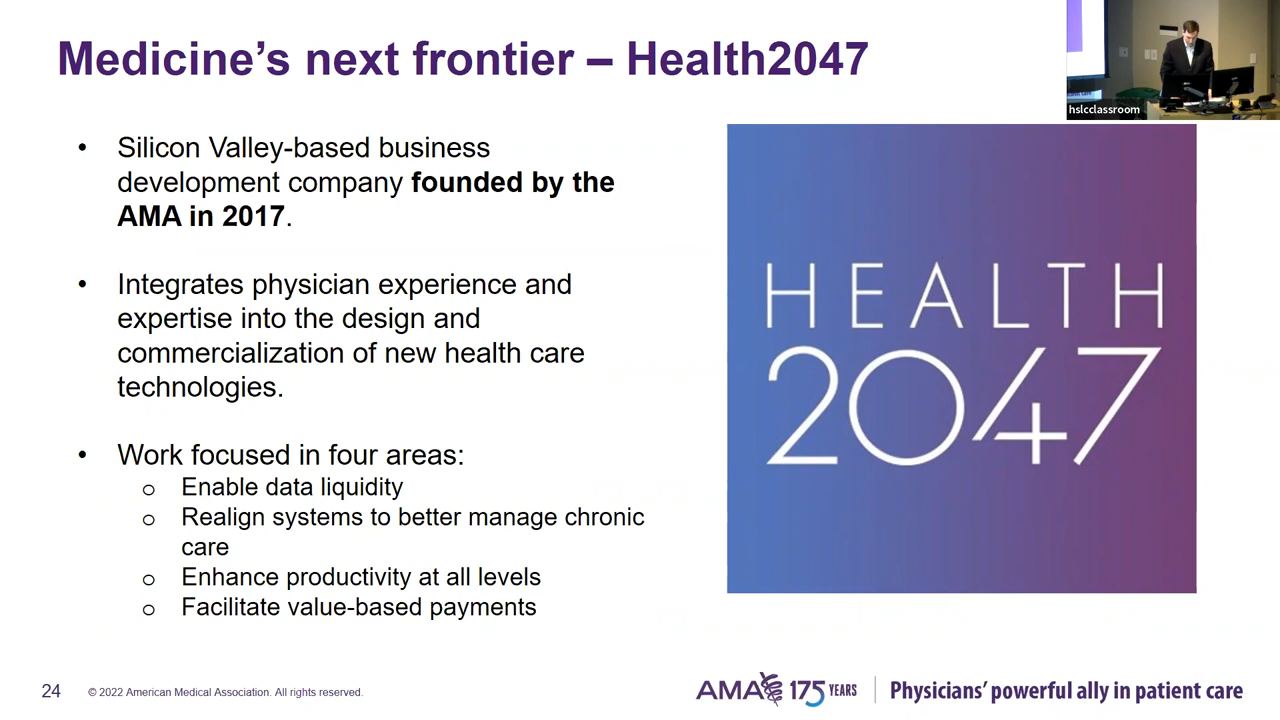 Medicine’s next frontier – Health2047
hslcclassroom
• Silicon Valley-based business
development company founded by the
AMA in 2017.
• Integrates physician experience and
expertise into the design and
commercialization of new health care
technologies.
• Work focused in four areas:
o Enable data liquidity
o Realign systems to better manage chronic
care
o Enhance productivity at all levels
o Facilitate value-based payments
HEALTH
2047
24 © 2022 American Medical Association. All rights reserved.
AMA 175 YEARS Physicians’ powerful ally in patient care